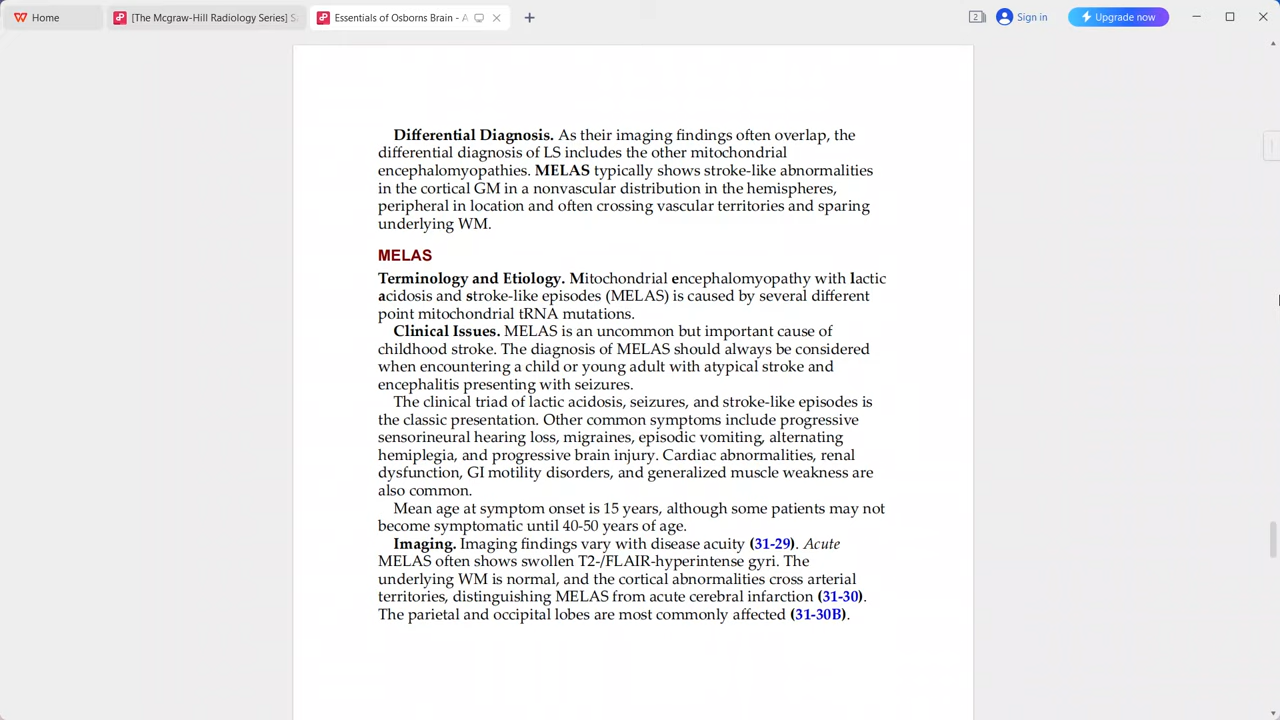 Home
[The Mcgraw-Hill Radiology Series] S
Essentials of Osborns Brain - A
2
Sign in
Upgrade now
Differential Diagnosis. As their imaging findings often overlap, the
differential diagnosis of LS includes the other mitochondrial
encephalomyopathies. MELAS typically shows stroke-like abnormalities
in the cortical GM in a nonvascular distribution in the hemispheres,
peripheral in location and often crossing vascular territories and sparing
underlying WM.
MELAS
Terminology and Etiology. Mitochondrial encephalomyopathy with lactic
acidosis and stroke-like episodes (MELAS) is caused by several different
point mitochondrial tRNA mutations.
Clinical Issues. MELAS is an uncommon but important cause of
childhood stroke. The diagnosis of MELAS should always be considered
when encountering a child or young adult with atypical stroke and
encephalitis presenting with seizures.
The clinical triad of lactic acidosis, seizures, and stroke-like episodes is
the classic presentation. Other common symptoms include progressive
sensorineural hearing loss, migraines, episodic vomiting, alternating
hemiplegia, and progressive brain injury. Cardiac abnormalities, renal
dysfunction, GI motility disorders, and generalized muscle weakness are
also common.
Mean age at symptom onset is 15 years, although some patients may not
become symptomatic until 40-50 years of age.
Imaging. Imaging findings vary with disease acuity (31-29). Acute
MELAS often shows swollen T2-/FLAIR-hyperintense gyri. The
underlying WM is normal, and the cortical abnormalities cross arterial
territories, distinguishing MELAS from acute cerebral infarction (31-30).
The parietal and occipital lobes are most commonly affected (31-30B).